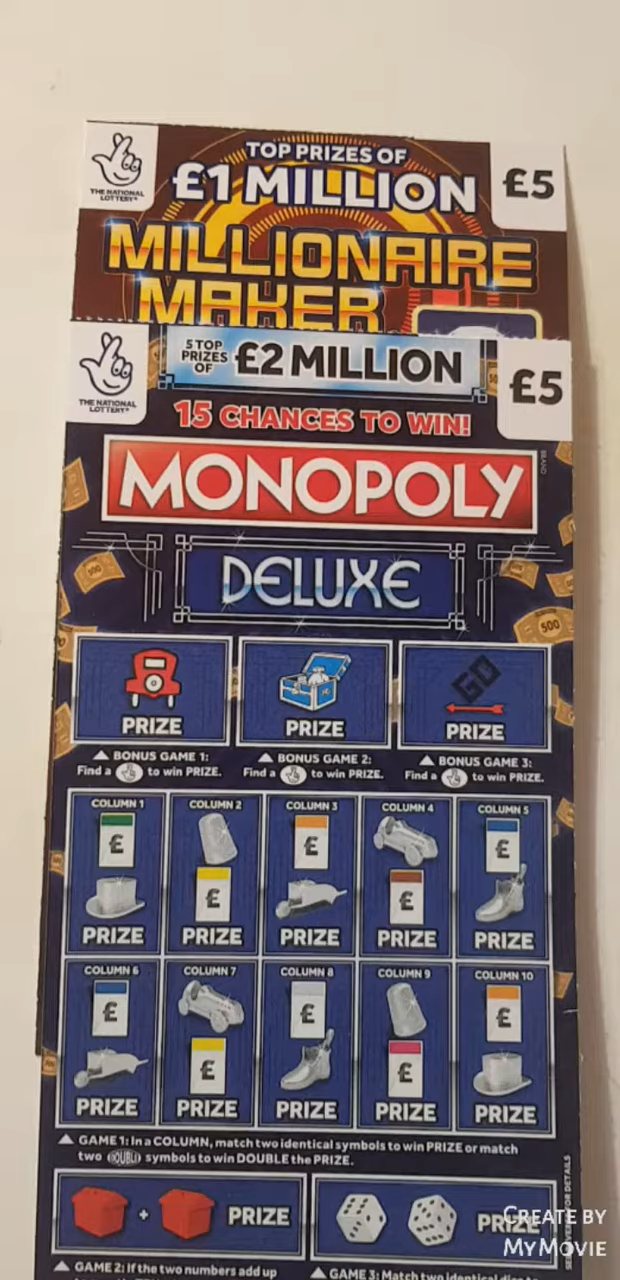 TOP PRIZES OF
£1 MILLION
£5
THE NATIONAL
LOTTERY®
MILLIONAIRE
MAKER
5 TOP
PRIZES
OF
£2 MILLION
£5
THE NATIONAL
LOTTERY®
15 CHANCES TO WIN!
MONOPOLY
BRAND
DELUXE
500
500
GO
PRIZE PRIZE PRIZE
▲ BONUS GAME 1:
Find a to win PRIZE.
▲ BONUS GAME 2:
Find a to win PRIZE.
▲ BONUS GAME 3:
Find a to win PRIZE.
COLUMN 1 COLUMN 2 COLUMN 3 COLUMN 4 COLUMN 5
£ £ £ £ £
PRIZE PRIZE PRIZE PRIZE PRIZE
COLUMN 6 COLUMN 7 COLUMN 8 COLUMN 9 COLUMN 10
£ £ £ £ £
PRIZE PRIZE PRIZE PRIZE PRIZE
▲ GAME 1: In a COLUMN, match two identical symbols to win PRIZE or match
two DOUBLE symbols to win DOUBLE the PRIZE.
+ PRIZE
PRIZE
▲ GAME 2: If the two numbers add up
▲ GAME 3: Match two identical dice to
FOR DETAILS
CREATE BY
MYMOVIE